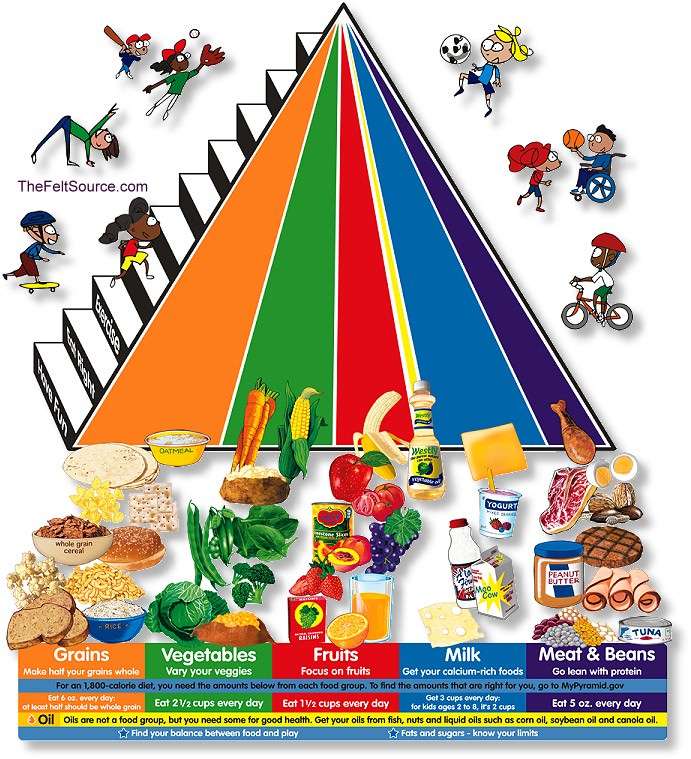 TheFeltSource.com
Exercise
Eat Right
Have Fun
OATMEAL
whole grain
cereal
RICE
Westly
vegetable oil
YOGURT
MIXED BERRIES
Moo
Cow
RAISINS
PEANUT
BUTTER
TUNA
Grains
Make half your grains whole
Vegetables
Vary your veggies
Fruits
Focus on fruits
Milk
Get your calcium-rich foods
Meat & Beans
Go lean with protein
For an 1,800-calorie diet, you need the amounts below from each food group. To find the amounts that are right for you, go to MyPyramid.gov
Eat 6 oz. every day:
at least half should be whole grain
Eat 2 1/2 cups every day
Eat 1 1/2 cups every day
Get 3 cups every day:
for kids ages 2 to 8, it's 2 cups
Eat 5 oz. every day
Oil Oils are not a food group, but you need some for good health. Get your oils from fish, nuts and liquid oils such as corn oil, soybean oil and canola oil.
Find your balance between food and play
Fats and sugars - know your limits